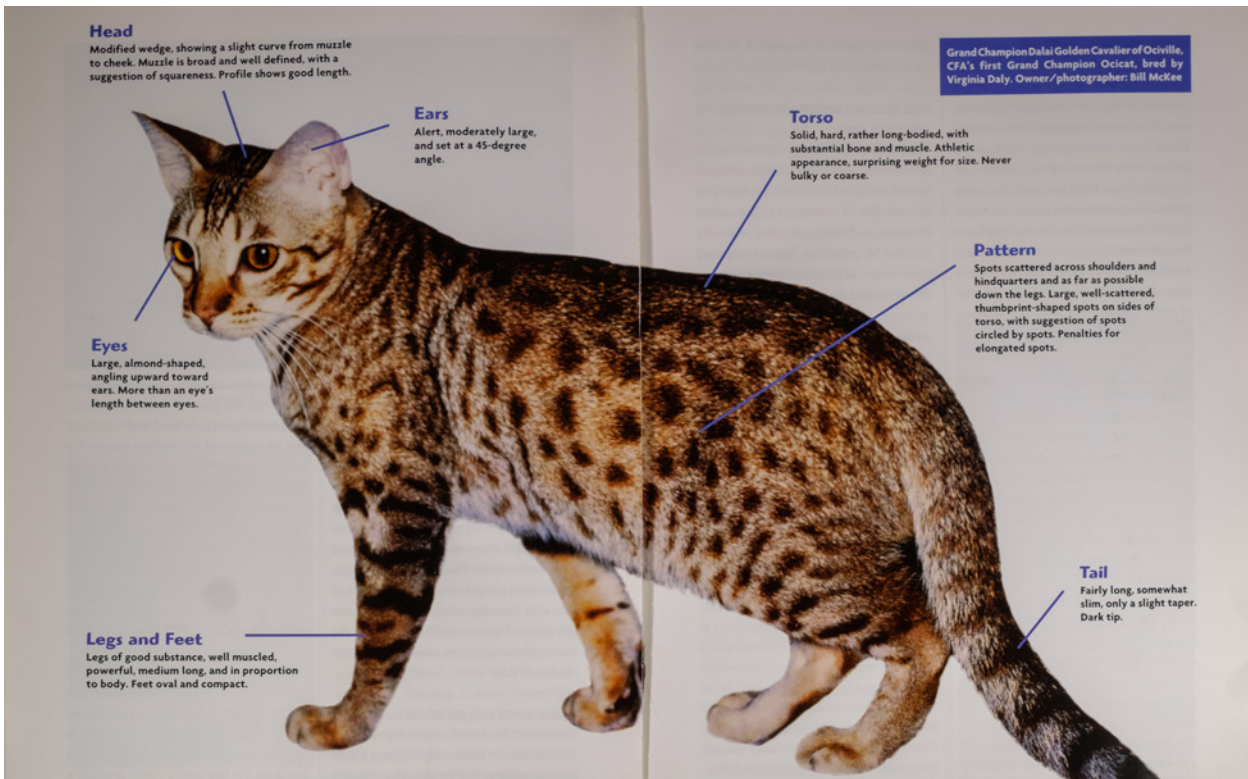 Head
Modified wedge, showing a slight curve from muzzle
to cheek. Muzzle is broad and well defined, with a
suggestion of squareness. Profile shows good length.
Ears
Alert, moderately large,
and set at a 45-degree
angle.
Eyes
Large, almond-shaped,
angling upward toward
ears. More than an eye's
length between eyes.
Legs and Feet
Legs of good substance, well muscled,
powerful, medium long, and in proportion
to body. Feet oval and compact.
Grand Champion Dalai Golden Cavalier of Ociville,
CFA's first Grand Champion Ocicat, bred by
Virginia Daly. Owner/photographer: Bill McKee
Torso
Solid, hard, rather long-bodied, with
substantial bone and muscle. Athletic
appearance, surprising weight for size. Never
bulky or coarse.
Pattern
Spots scattered across shoulders and
hindquarters and as far as possible
down the legs. Large, well-scattered,
thumbprint-shaped spots on sides of
torso, with suggestion of spots
circled by spots. Penalties for
elongated spots.
Tail
Fairly long, somewhat
slim, only a slight taper.
Dark tip.